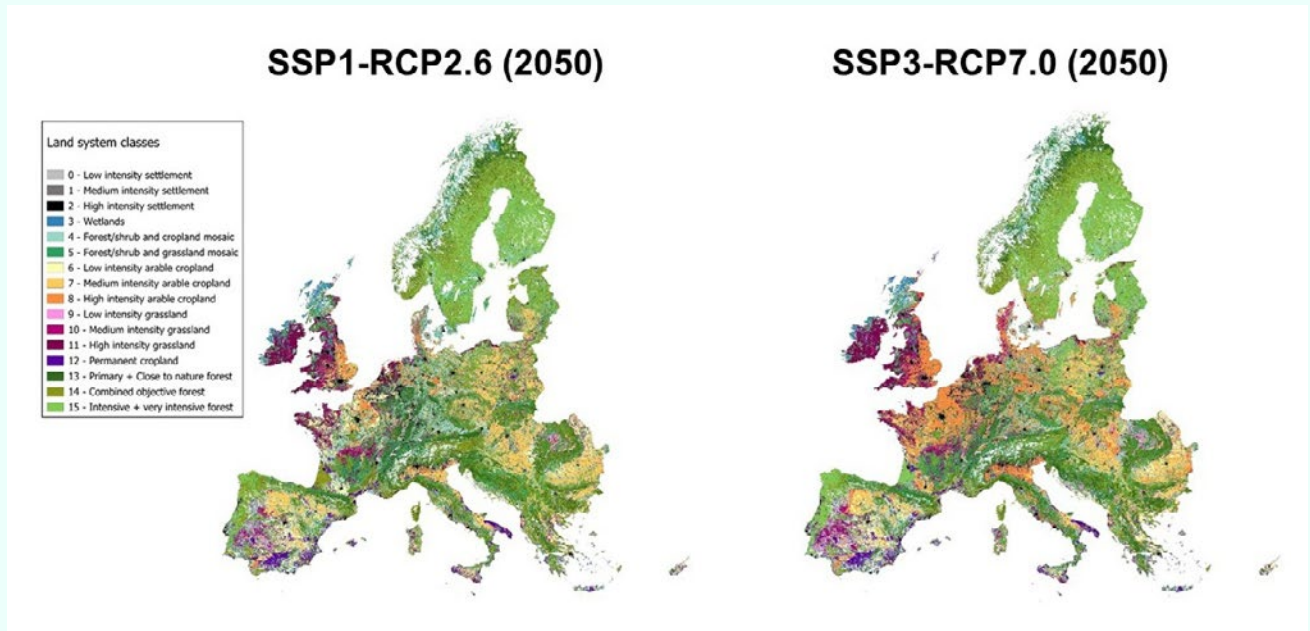 SSP1-RCP2.6 (2050)
SSP3-RCP7.0 (2050)
Land system classes
0 - Low intensity settlement
1 - Medium intensity settlement
2 - High intensity settlement
3 - Wetlands
4 - Forest/shrub and cropland mosaic
5 - Forest/shrub and grassland mosaic
6 - Low intensity arable cropland
7 - Medium intensity arable cropland
8 - High intensity arable cropland
9 - Low intensity grassland
10 - Medium intensity grassland
11 - High intensity grassland
12 - Permanent cropland
13 - Primary + Close to nature forest
14 - Combined objective forest
15 - Intensive + very intensive forest